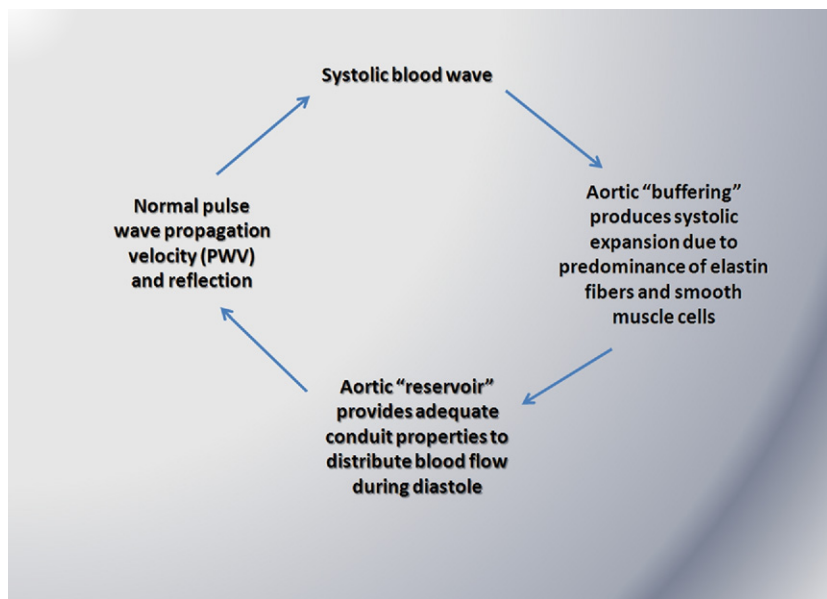 Systolic blood wave
Aortic “buffering”
produces systolic
expansion due to
predominance of elastin
fibers and smooth
muscle cells
Aortic “reservoir”
provides adequate
conduit properties to
distribute blood flow
during diastole
Normal pulse
wave propagation
velocity (PWV)
and reflection